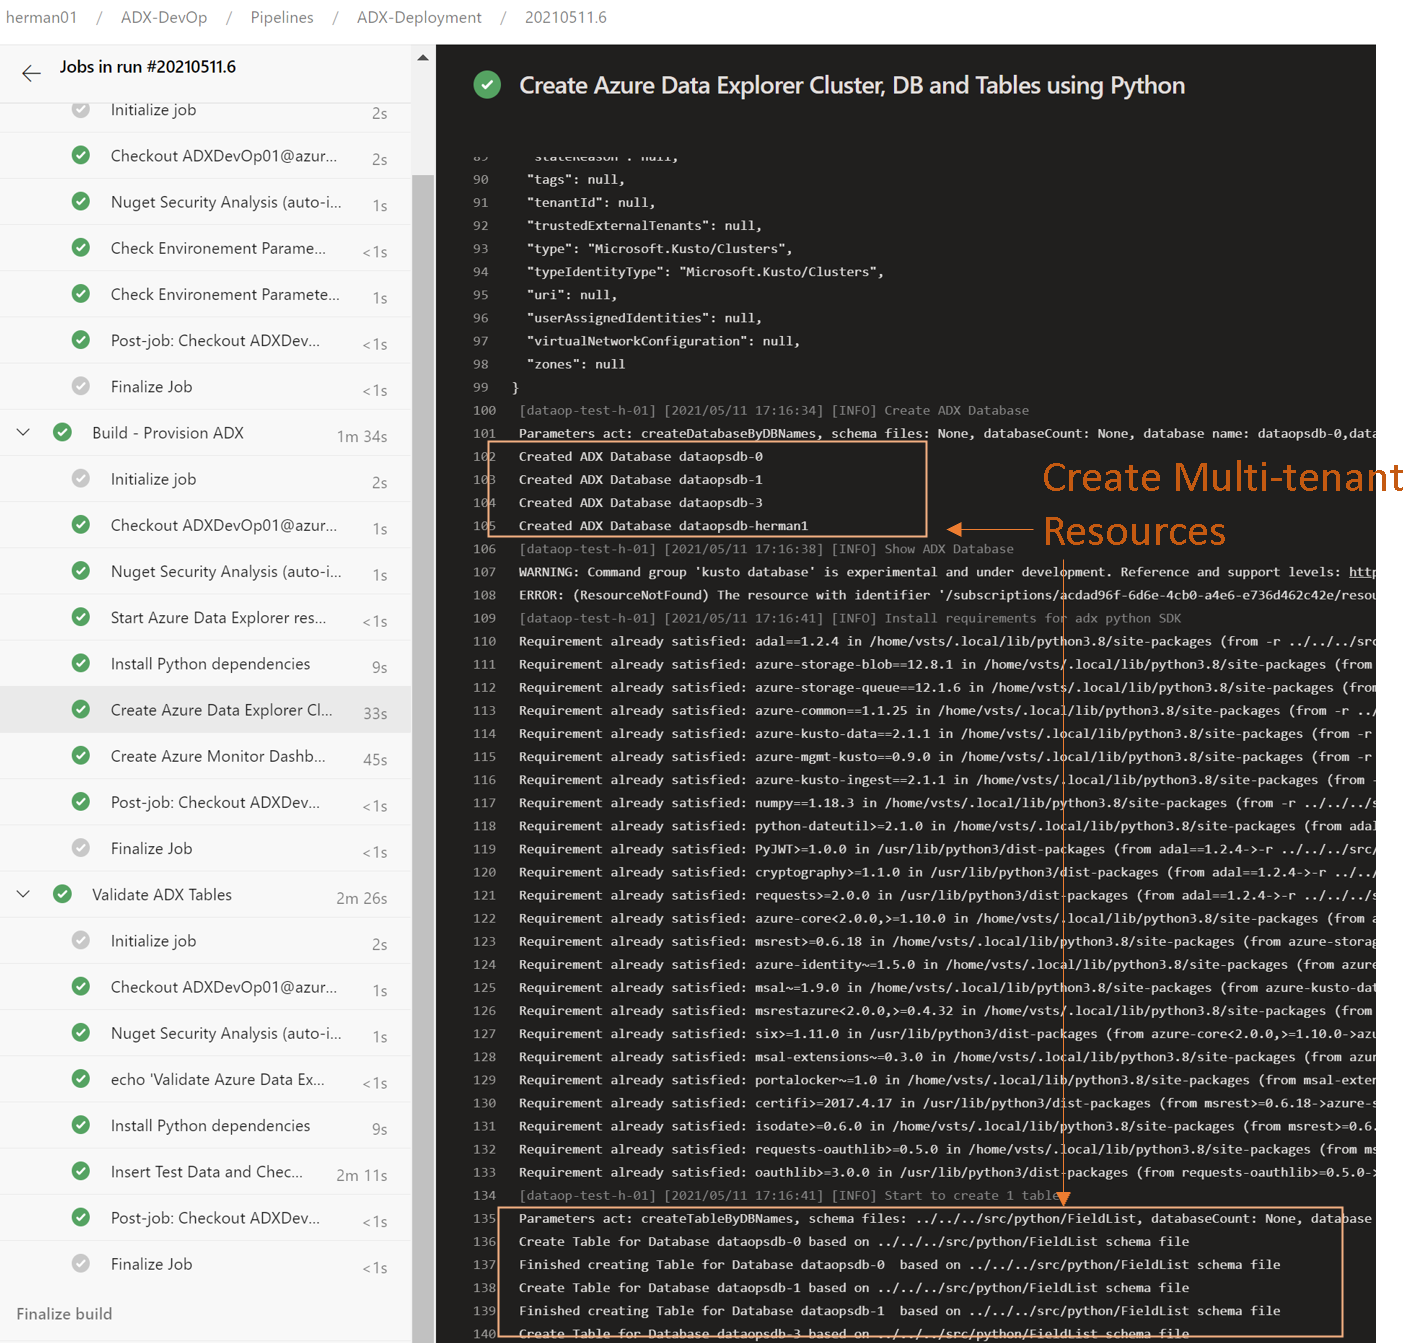 herman01 / ADX-DevOp / Pipelines / ADX-Deployment / 20210511.6
Jobs in run #20210511.6
Initialize job 2s
Checkout ADXDevOp01@azur... 2s
Nuget Security Analysis (auto-i... 1s
Check Environement Parame... <1s
Check Environement Paramete... 1s
Post-job: Checkout ADXDev... <1s
Finalize Job <1s
Build - Provision ADX 1m 34s
Initialize job 2s
Checkout ADXDevOp01@azur... 1s
Nuget Security Analysis (auto-i... 1s
Start Azure Data Explorer res... <1s
Install Python dependencies 9s
Create Azure Data Explorer Cl... 33s
Create Azure Monitor Dashb... 45s
Post-job: Checkout ADXDev... <1s
Finalize Job <1s
Validate ADX Tables 2m 26s
Initialize job 2s
Checkout ADXDevOp01@azur... 1s
Nuget Security Analysis (auto-i... 1s
echo 'Validate Azure Data Ex... <1s
Install Python dependencies 9s
Insert Test Data and Chec... 2m 11s
Post-job: Checkout ADXDev... <1s
Finalize Job <1s
Finalize build
Create Azure Data Explorer Cluster, DB and Tables using Python
89 "stateReason": null,
90 "tags": null,
91 "tenantId": null,
92 "trustedExternalTenants": null,
93 "type": "Microsoft.Kusto/Clusters",
94 "typeIdentityType": "Microsoft.Kusto/Clusters",
95 "uri": null,
96 "userAssignedIdentities": null,
97 "virtualNetworkConfiguration": null,
98 "zones": null
99 }
100 [dataop-test-h-01] [2021/05/11 17:16:34] [INFO] Create ADX Database
101 Parameters act: createDatabaseByDBNames, schema files: None, databaseCount: None, database name: dataopsdb-0,data
102 Created ADX Database dataopsdb-0
103 Created ADX Database dataopsdb-1
104 Created ADX Database dataopsdb-3
105 Created ADX Database dataopsdb-herman1
Create Multi-tenant
Resources
106 [dataop-test-h-01] [2021/05/11 17:16:38] [INFO] Show ADX Database
107 WARNING: Command group 'kusto database' is experimental and under development. Reference and support levels: http
108 ERROR: (ResourceNotFound) The resource with identifier '/subscriptions/acdad96f-6d6e-4cb0-a4e6-e736d462c42e/resou
109 [dataop-test-h-01] [2021/05/11 17:16:41] [INFO] Install requirements for adx python SDK
110 Requirement already satisfied: adal==1.2.4 in /home/vsts/.local/lib/python3.8/site-packages (from -r ../../../src
111 Requirement already satisfied: azure-storage-blob==12.8.1 in /home/vsts/.local/lib/python3.8/site-packages (from
112 Requirement already satisfied: azure-storage-queue==12.1.6 in /home/vsts/.local/lib/python3.8/site-packages (from
113 Requirement already satisfied: azure-common==1.1.25 in /home/vsts/.local/lib/python3.8/site-packages (from -r ../
114 Requirement already satisfied: azure-kusto-data==2.1.1 in /home/vsts/.local/lib/python3.8/site-packages (from -r
115 Requirement already satisfied: azure-mgmt-kusto==0.9.0 in /home/vsts/.local/lib/python3.8/site-packages (from -r
116 Requirement already satisfied: azure-kusto-ingest==2.1.1 in /home/vsts/.local/lib/python3.8/site-packages (from -
117 Requirement already satisfied: numpy==1.18.3 in /home/vsts/.local/lib/python3.8/site-packages (from -r ../../../s
118 Requirement already satisfied: python-dateutil>=2.1.0 in /home/vsts/.local/lib/python3.8/site-packages (from adal
119 Requirement already satisfied: PyJWT>=1.0.0 in /usr/lib/python3/dist-packages (from adal==1.2.4->-r ../../../src/
120 Requirement already satisfied: cryptography>=1.1.0 in /usr/lib/python3/dist-packages (from adal==1.2.4->-r ../../
121 Requirement already satisfied: requests>=2.0.0 in /usr/lib/python3/dist-packages (from adal==1.2.4->-r ../../../s
122 Requirement already satisfied: azure-core<2.0.0,>=1.10.0 in /home/vsts/.local/lib/python3.8/site-packages (from a
123 Requirement already satisfied: msrest>=0.6.18 in /home/vsts/.local/lib/python3.8/site-packages (from azure-storag
124 Requirement already satisfied: azure-identity~=1.5.0 in /home/vsts/.local/lib/python3.8/site-packages (from azure
125 Requirement already satisfied: msal~=1.9.0 in /home/vsts/.local/lib/python3.8/site-packages (from azure-kusto-dat
126 Requirement already satisfied: msrestazure<2.0.0,>=0.4.32 in /home/vsts/.local/lib/python3.8/site-packages (from
127 Requirement already satisfied: six>=1.11.0 in /usr/lib/python3/dist-packages (from azure-core<2.0.0,>=1.10.0->azu
128 Requirement already satisfied: msal-extensions~=0.3.0 in /home/vsts/.local/lib/python3.8/site-packages (from azur
129 Requirement already satisfied: portalocker~=1.0 in /home/vsts/.local/lib/python3.8/site-packages (from msal-exten
130 Requirement already satisfied: certifi>=2017.4.17 in /usr/lib/python3/dist-packages (from msrest>=0.6.18->azure-s
131 Requirement already satisfied: isodate>=0.6.0 in /home/vsts/.local/lib/python3.8/site-packages (from msrest>=0.6.
132 Requirement already satisfied: requests-oauthlib>=0.5.0 in /home/vsts/.local/lib/python3.8/site-packages (from ms
133 Requirement already satisfied: oauthlib>=3.0.0 in /usr/lib/python3/dist-packages (from requests-oauthlib>=0.5.0->
134 [dataop-test-h-01] [2021/05/11 17:16:41] [INFO] Start to create 1 table
135 Parameters act: createTableByDBNames, schema files: ../../../src/python/FieldList, databaseCount: None, database
136 Create Table for Database dataopsdb-0 based on ../../../src/python/FieldList schema file
137 Finished creating Table for Database dataopsdb-0 based on ../../../src/python/FieldList schema file
138 Create Table for Database dataopsdb-1 based on ../../../src/python/FieldList schema file
139 Finished creating Table for Database dataopsdb-1 based on ../../../src/python/FieldList schema file
140 Create Table for Database dataopsdb-3 based on ../../../src/python/FieldList schema file